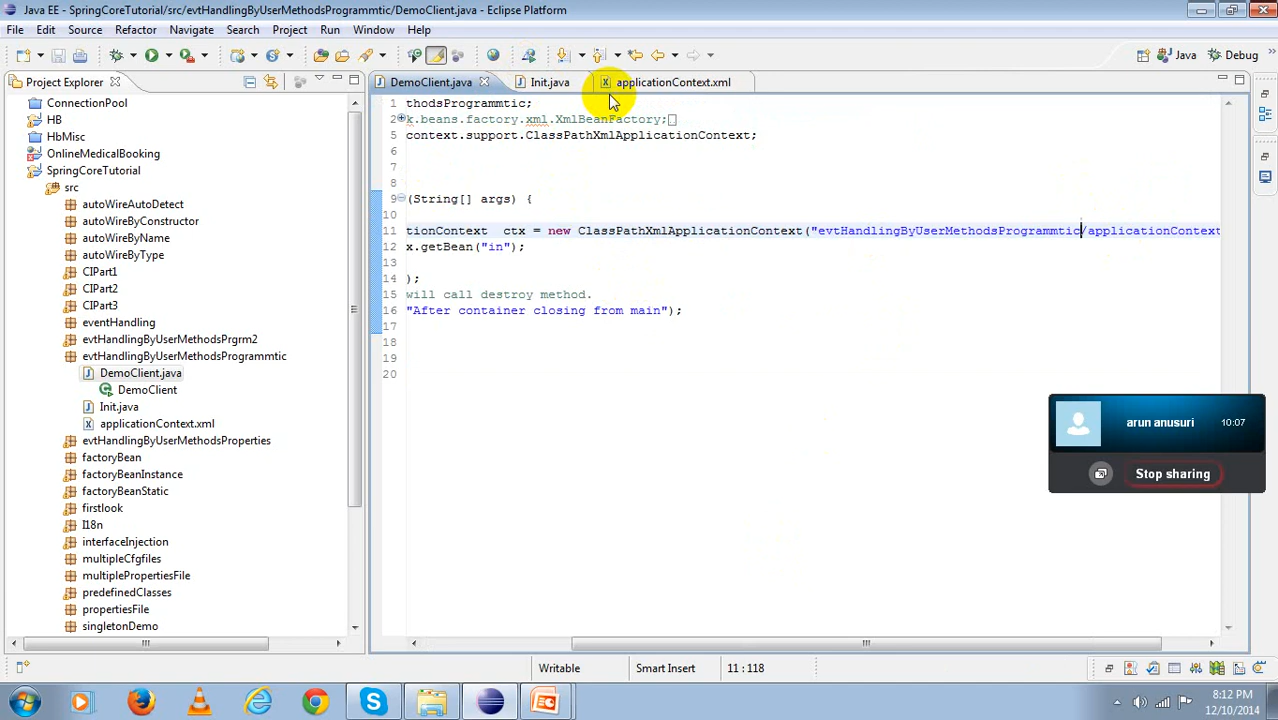 Java EE - SpringCoreTutorial/src/evtHandlingByUserMethodsProgrammtic/DemoClient.java - Eclipse Platform
File Edit Source Refactor Navigate Search Project Run Window Help
Java Debug
Project Explorer
DemoClient.java Init.java applicationContext.xml
ConnectionPool
HB
HbMisc
OnlineMedicalBooking
SpringCoreTutorial
src
autoWireAutoDetect
autoWireByConstructor
autoWireByName
autoWireByType
CIPart1
CIPart2
CIPart3
eventHandling
evtHandlingByUserMethodsPrgrm2
evtHandlingByUserMethodsProgrammtic
DemoClient.java
DemoClient
Init.java
applicationContext.xml
evtHandlingByUserMethodsProperties
factoryBean
factoryBeanInstance
factoryBeanStatic
firstlook
I18n
interfaceInjection
multipleCfgfiles
multiplePropertiesFile
predefinedClasses
propertiesFile
singletonDemo
1 thodsProgrammtic;
2 k.beans.factory.xml.XmlBeanFactory;
5 context.support.ClassPathXmlApplicationContext;
6
7
8
9 (String[] args) {
10
11 tionContext ctx = new ClassPathXmlApplicationContext("evtHandlingByUserMethodsProgrammtic/applicationContext
12 x.getBean("in");
13
14 );
15 will call destroy method.
16 "After container closing from main");
17
18
19
20
arun anusuri 10:07
Stop sharing
Writable Smart Insert 11 : 118
8:12 PM
12/10/2014